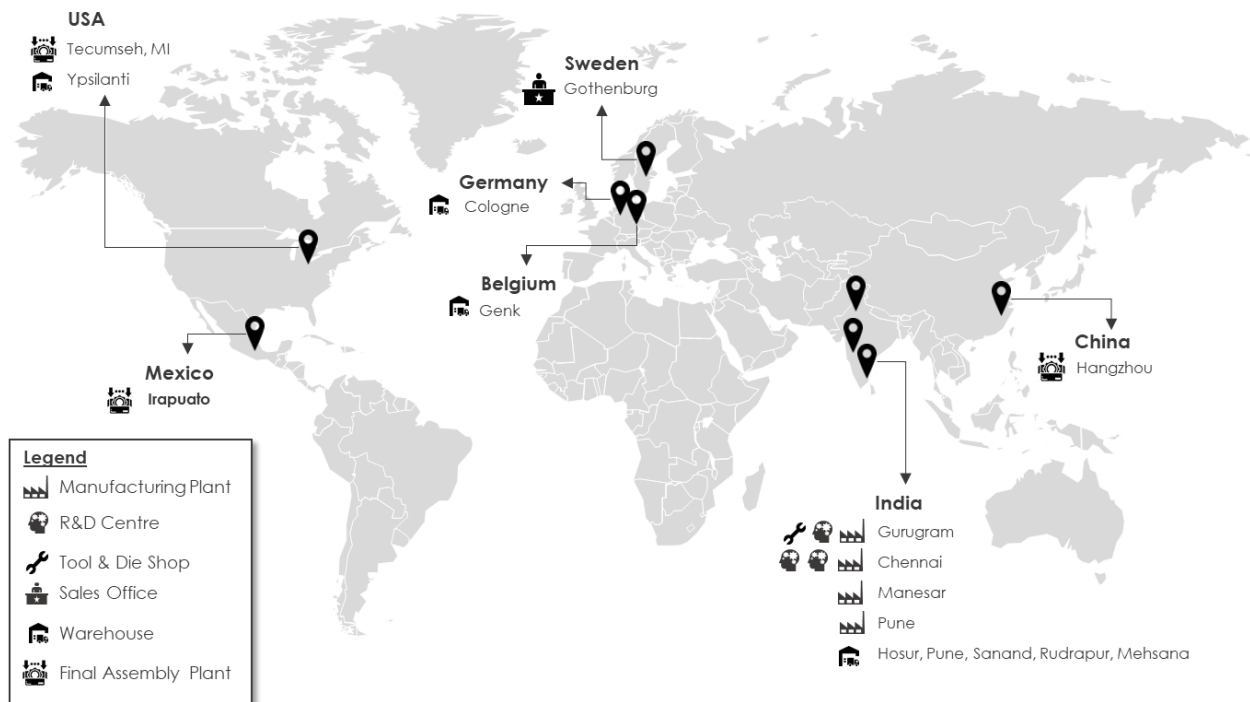 USA
Tecumseh, MI
Ypsilanti
Sweden
Gothenburg
Germany
Cologne
Belgium
Genk
China
Hangzhou
Mexico
Irapuato
India
Gurugram
Chennai
Manesar
Pune
Hosur, Pune, Sanand, Rudrapur, Mehsana
Legend
Manufacturing Plant
R&D Centre
Tool & Die Shop
Sales Office
Warehouse
Final Assembly Plant